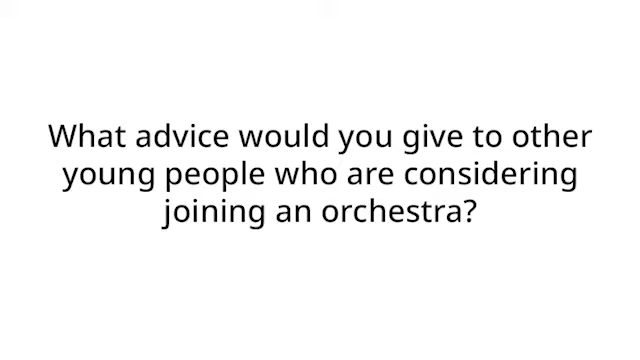 What advice would you give to other
young people who are considering
joining an orchestra?